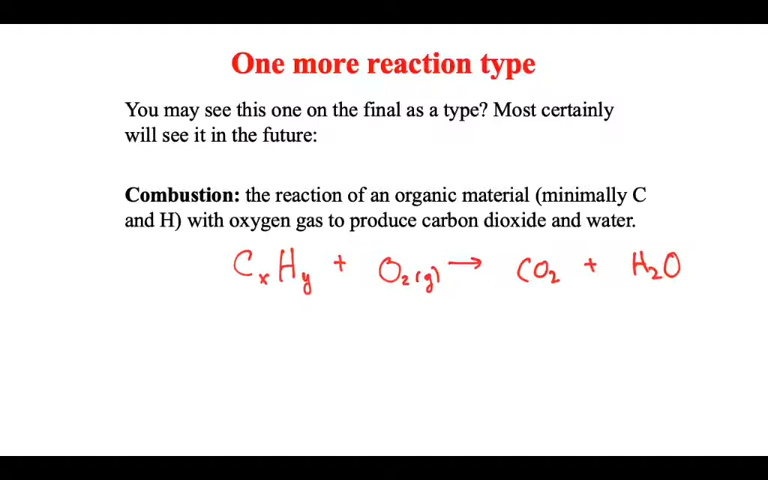 One more reaction type
You may see this one on the final as a type? Most certainly
will see it in the future:
Combustion: the reaction of an organic material (minimally C
and H) with oxygen gas to produce carbon dioxide and water.
CₓHᵧ + O₂(g) → CO₂ + H₂O